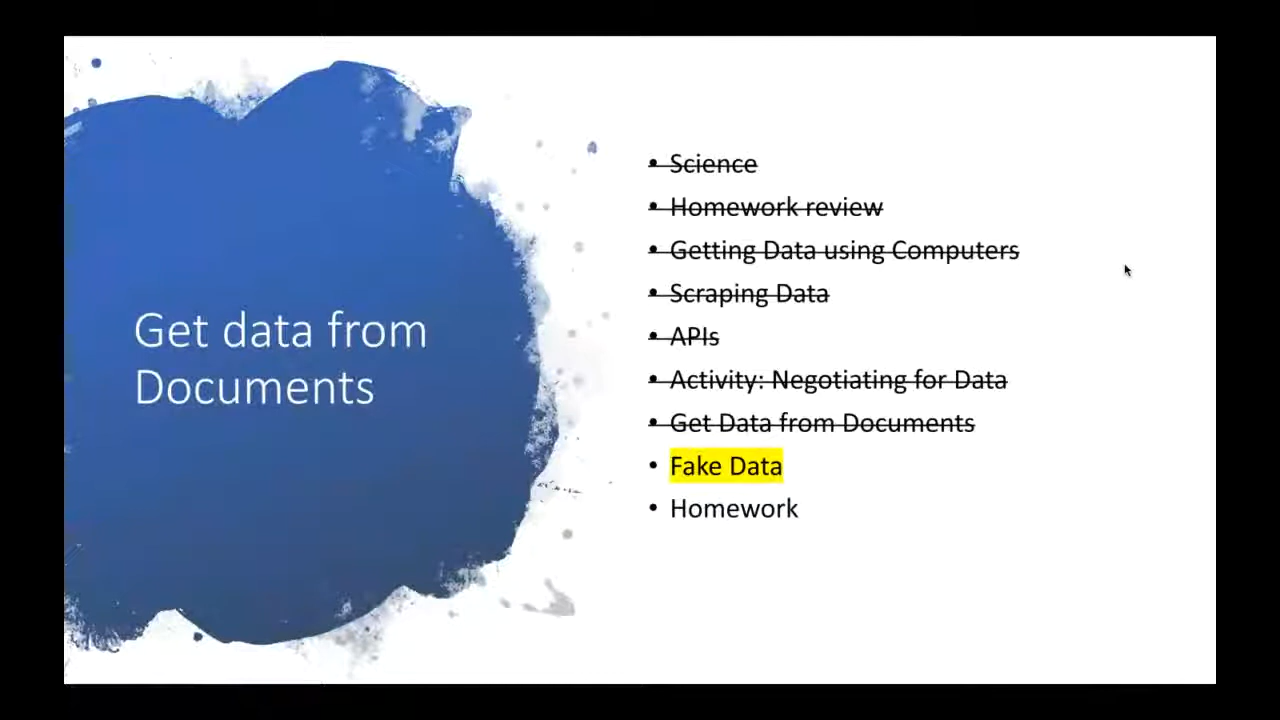 Get data from
Documents
• Science
• Homework review
• Getting Data using Computers
• Scraping Data
• APIs
• Activity: Negotiating for Data
• Get Data from Documents
• Fake Data
• Homework